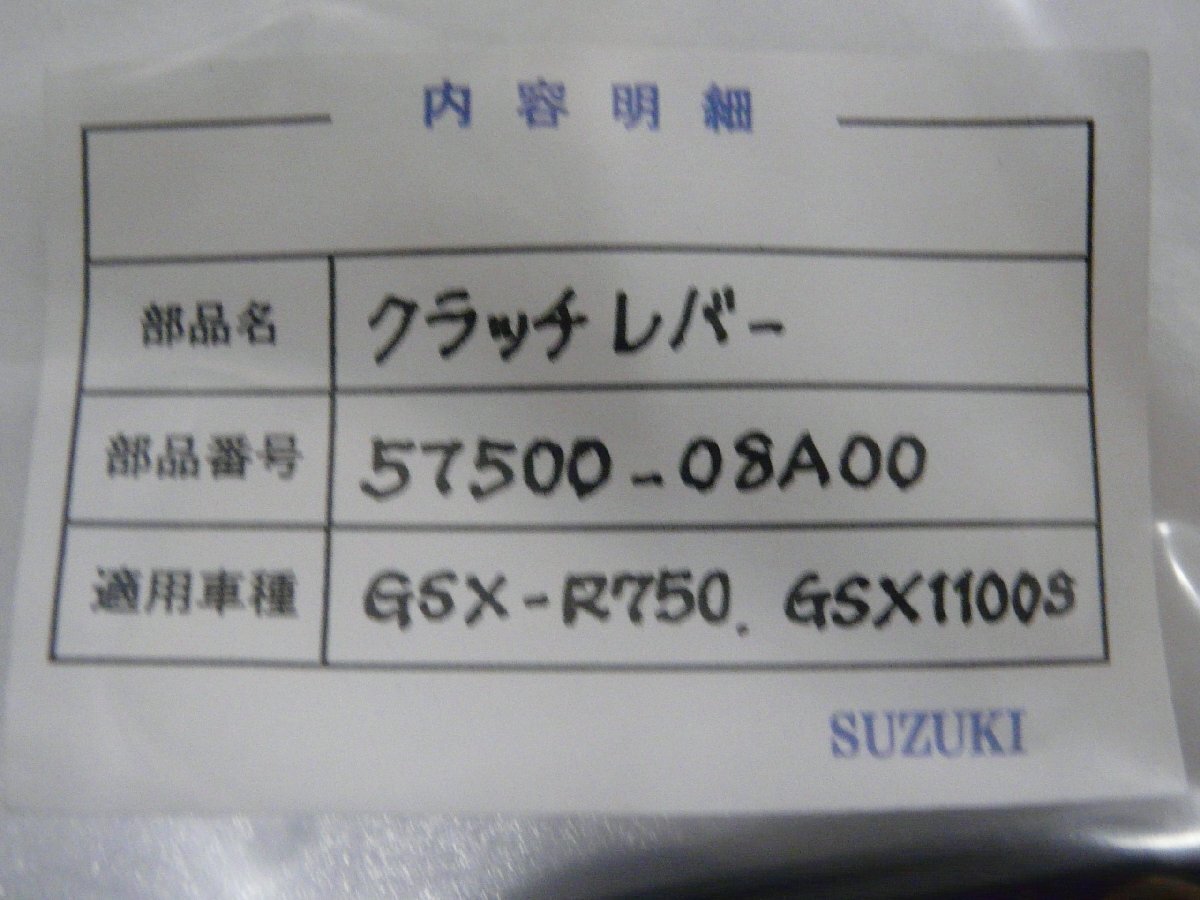 内容明細
部品名 クラッチレバー
部品番号 57500-08A00
適用車種 GSX-R750. GSX1100S
SUZUKI